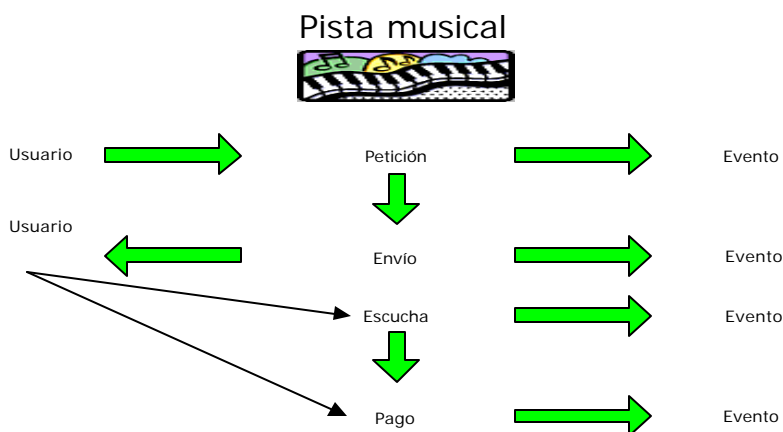 Pista musical
Usuario Petición Evento
Usuario
Envío Evento
Escucha Evento
Pago Evento